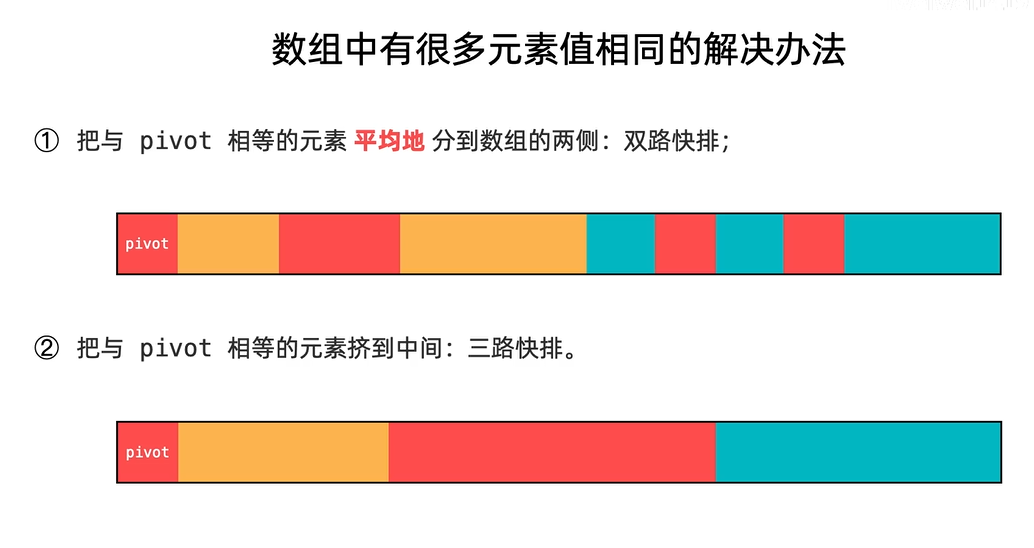 数组中有很多元素值相同的解决办法
① 把与 pivot 相等的元素 平均地 分到数组的两侧：双路快排；
pivot
② 把与 pivot 相等的元素挤到中间：三路快排。
pivot